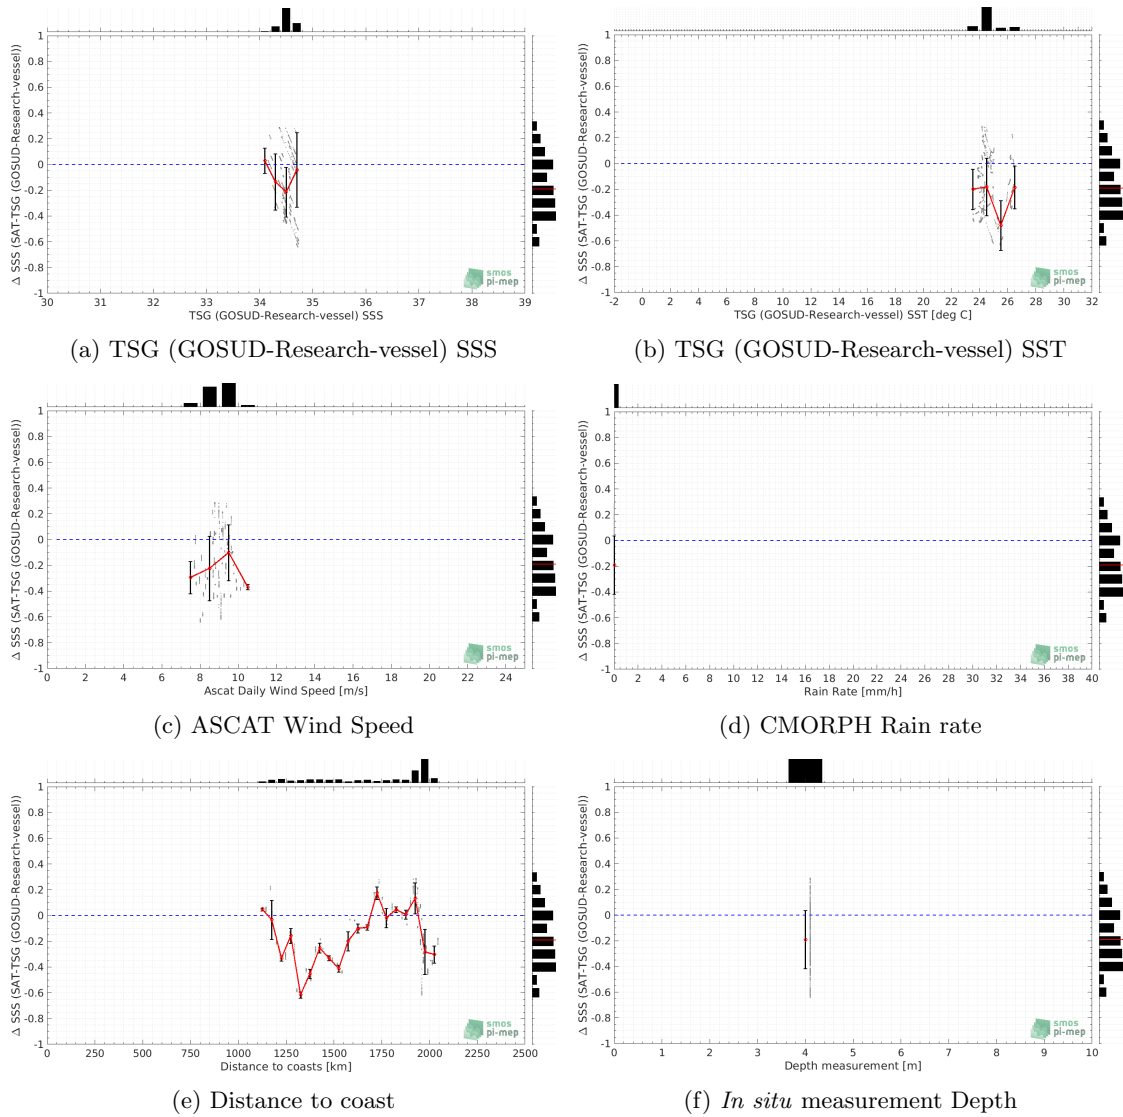 Δ SSS (SAT-TSG (GOSUD-Research-vessel))
1
0.8
0.6
0.4
0.2
0
-0.2
-0.4
-0.6
-0.8
-1
30 31 32 33 34 35 36 37 38 39
TSG (GOSUD-Research-vessel) SSS
smos
pi-mep
(a) TSG (GOSUD-Research-vessel) SSS
Δ SSS (SAT-TSG (GOSUD-Research-vessel))
1
0.8
0.6
0.4
0.2
0
-0.2
-0.4
-0.6
-0.8
-1
-2 0 2 4 6 8 10 12 14 16 18 20 22 24 26 28 30 32
TSG (GOSUD-Research-vessel) SST [deg C]
smos
pi-mep
(b) TSG (GOSUD-Research-vessel) SST
Δ SSS (SAT-TSG (GOSUD-Research-vessel))
1
0.8
0.6
0.4
0.2
0
-0.2
-0.4
-0.6
-0.8
-1
0 2 4 6 8 10 12 14 16 18 20 22 24
Ascat Daily Wind Speed [m/s]
smos
pi-mep
(c) ASCAT Wind Speed
Δ SSS (SAT-TSG (GOSUD-Research-vessel))
1
0.8
0.6
0.4
0.2
0
-0.2
-0.4
-0.6
-0.8
-1
0 2 4 6 8 10 12 14 16 18 20 22 24 26 28 30 32 34 36 38 40
Rain Rate [mm/h]
smos
pi-mep
(d) CMORPH Rain rate
Δ SSS (SAT-TSG (GOSUD-Research-vessel))
1
0.8
0.6
0.4
0.2
0
-0.2
-0.4
-0.6
-0.8
-1
0 250 500 750 1000 1250 1500 1750 2000 2250 2500
Distance to coasts [km]
smos
pi-mep
(e) Distance to coast
Δ SSS (SAT-TSG (GOSUD-Research-vessel))
1
0.8
0.6
0.4
0.2
0
-0.2
-0.4
-0.6
-0.8
-1
0 1 2 3 4 5 6 7 8 9 10
Depth measurement [m]
smos
pi-mep
(f) In situ measurement Depth